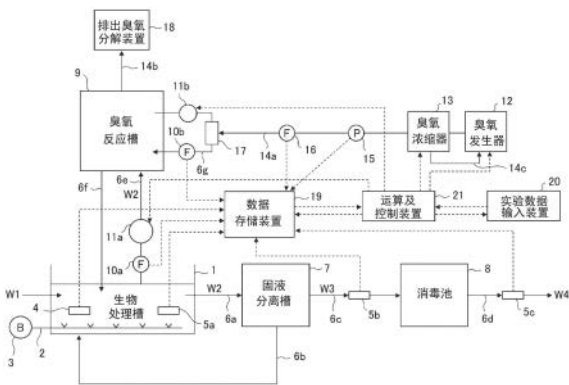 排出臭氧
分解装置
18
14b
9
11b
臭氧
反应槽
10b
F
6g
17
14a
F
16
P
15
13
臭氧
浓缩器
12
臭氧
发生器
14c
6f
6e
W2
19
数据
存储装置
21
运算及
控制装置
20
实验数据
输入装置
11a
10a
F
W1
4
生物
处理槽
5a
1
W2
6a
7
固液
分离槽
W3
6c
5b
8
消毒池
6d
5c
W4
B
3
2
6b